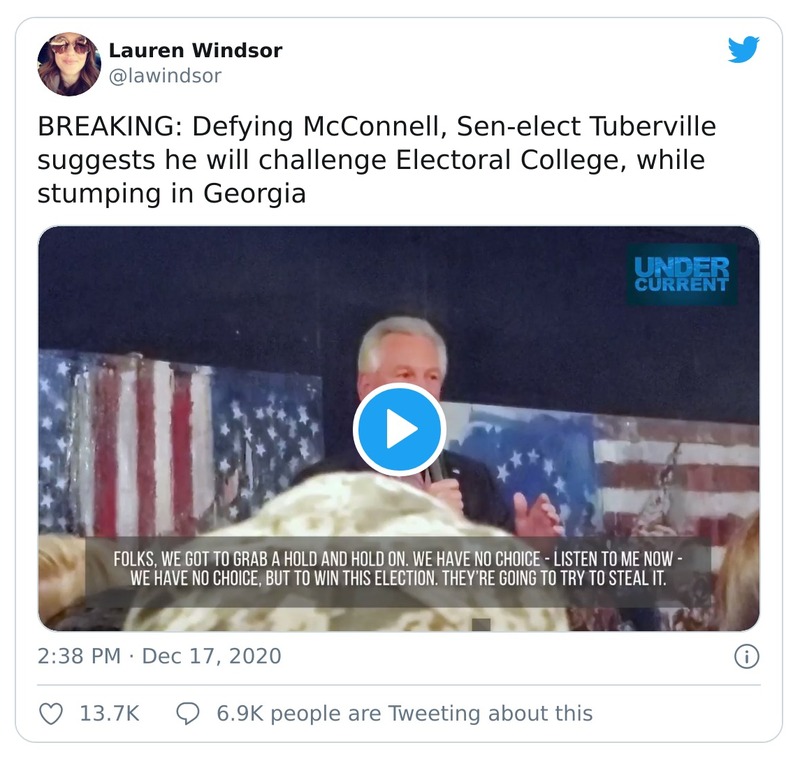 Lauren Windsor
@lawindsor
BREAKING: Defying McConnell, Sen-elect Tuberville
suggests he will challenge Electoral College, while
stumping in Georgia
UNDER
CURRENT
FOLKS, WE GOT TO GRAB A HOLD AND HOLD ON. WE HAVE NO CHOICE - LISTEN TO ME NOW -
WE HAVE NO CHOICE, BUT TO WIN THIS ELECTION. THEY'RE GOING TO TRY TO STEAL IT.
2:38 PM · Dec 17, 2020
13.7K 6.9K people are Tweeting about this